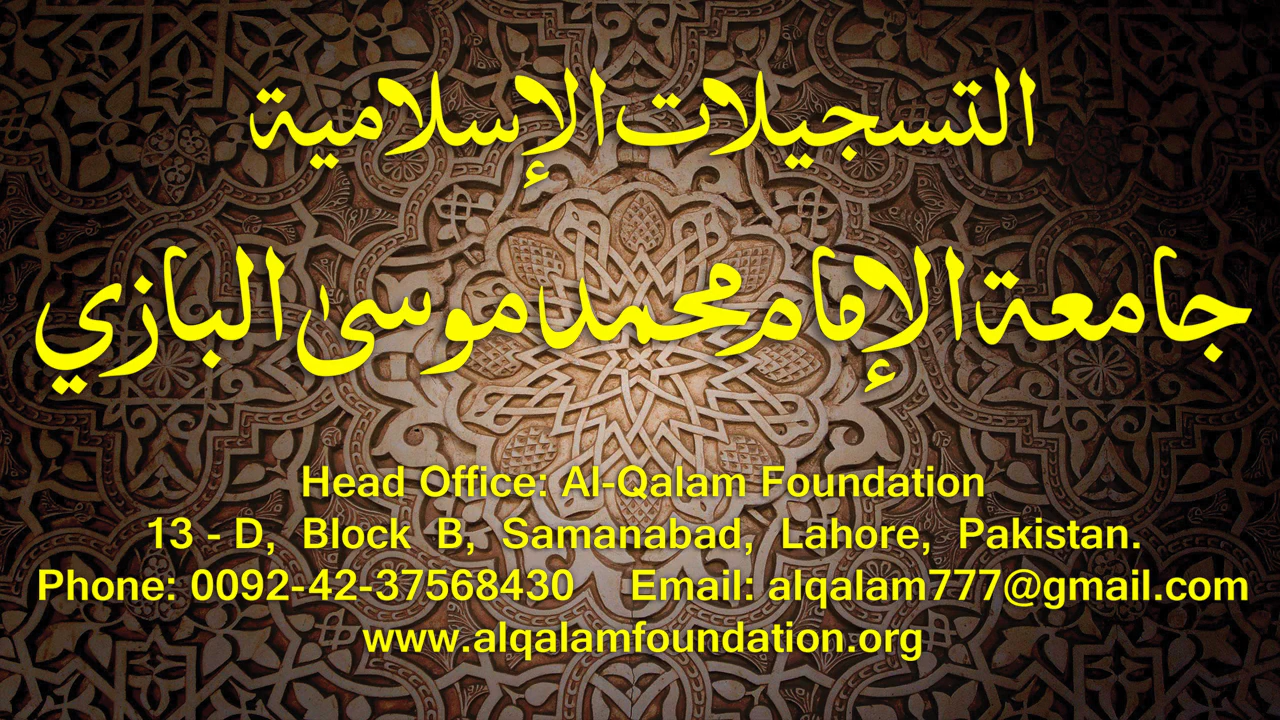 التسجيلات الإسلامية
جامعة الإمام محمد موسى البازي
Head Office: Al-Qalam Foundation
13 - D, Block B, Samanabad, Lahore, Pakistan.
Phone: 0092-42-37568430 Email: alqalam777@gmail.com
www.alqalamfoundation.org